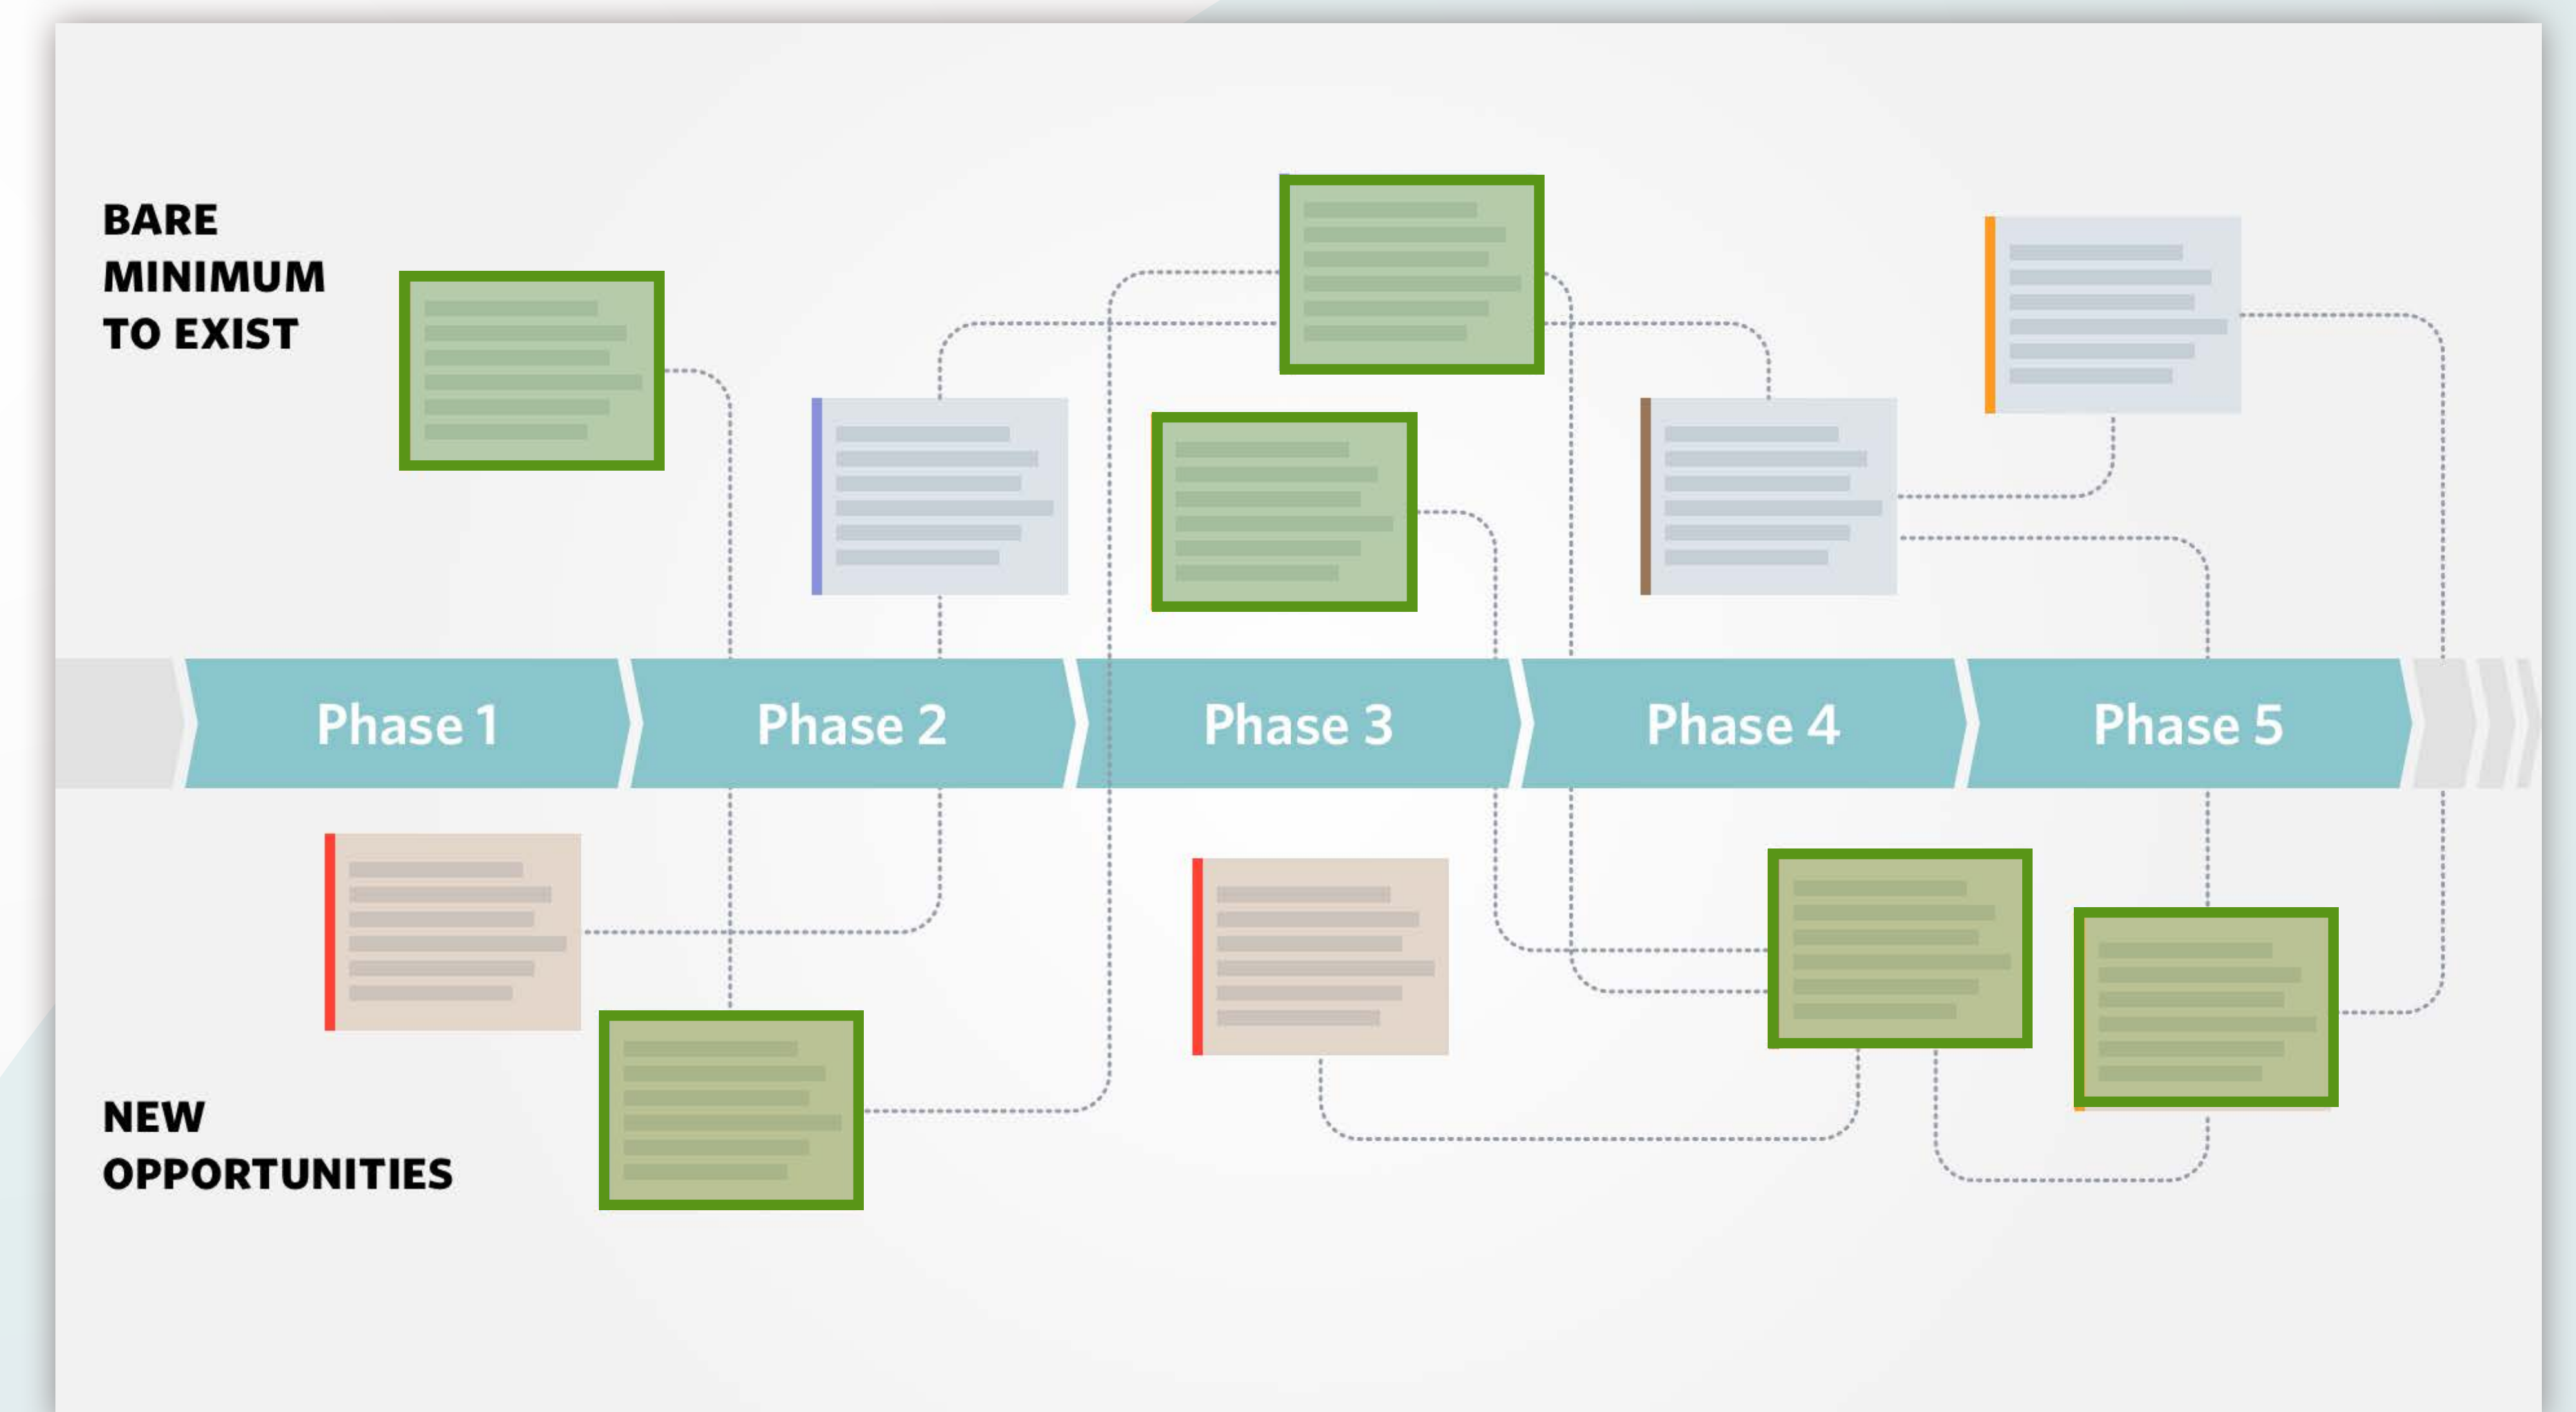 BARE
MINIMUM
TO EXIST
Phase 1
Phase 2
Phase 3
Phase 4
Phase 5
NEW
OPPORTUNITIES